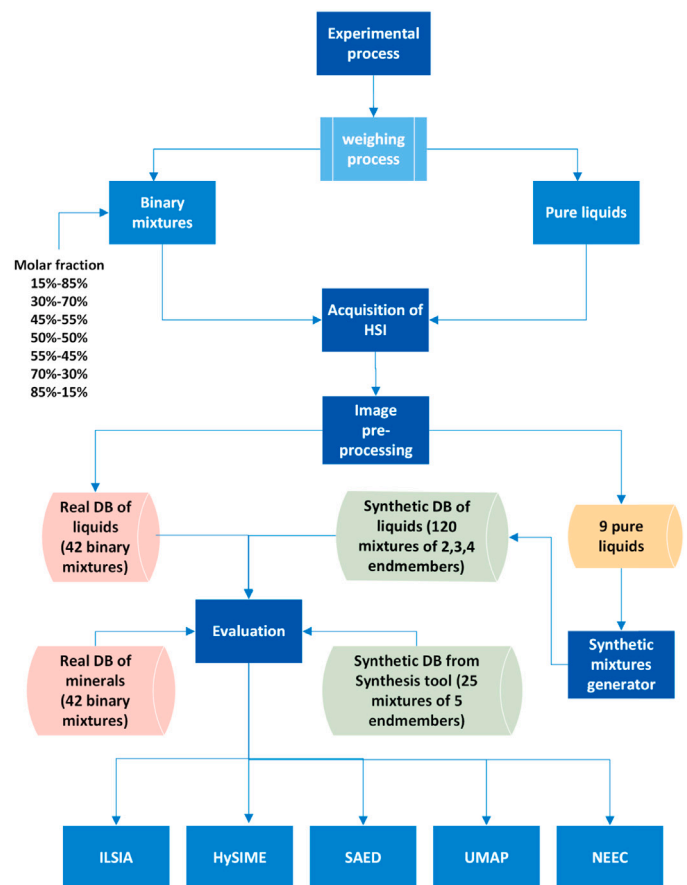 Experimental
process
weighing
process
Binary
mixtures
Pure liquids
Molar fraction
15%-85%
30%-70%
45%-55%
50%-50%
55%-45%
70%-30%
85%-15%
Acquisition of
HSI
Image
pre-
processing
Real DB of
liquids
(42 binary
mixtures)
Synthetic DB of
liquids (120
mixtures of 2,3,4
endmembers)
9 pure
liquids
Evaluation
Synthetic
mixtures
generator
Real DB of
minerals
(42 binary
mixtures)
Synthetic DB from
Synthesis tool (25
mixtures of 5
endmembers)
ILSIA
HySIME
SAED
UMAP
NEEC